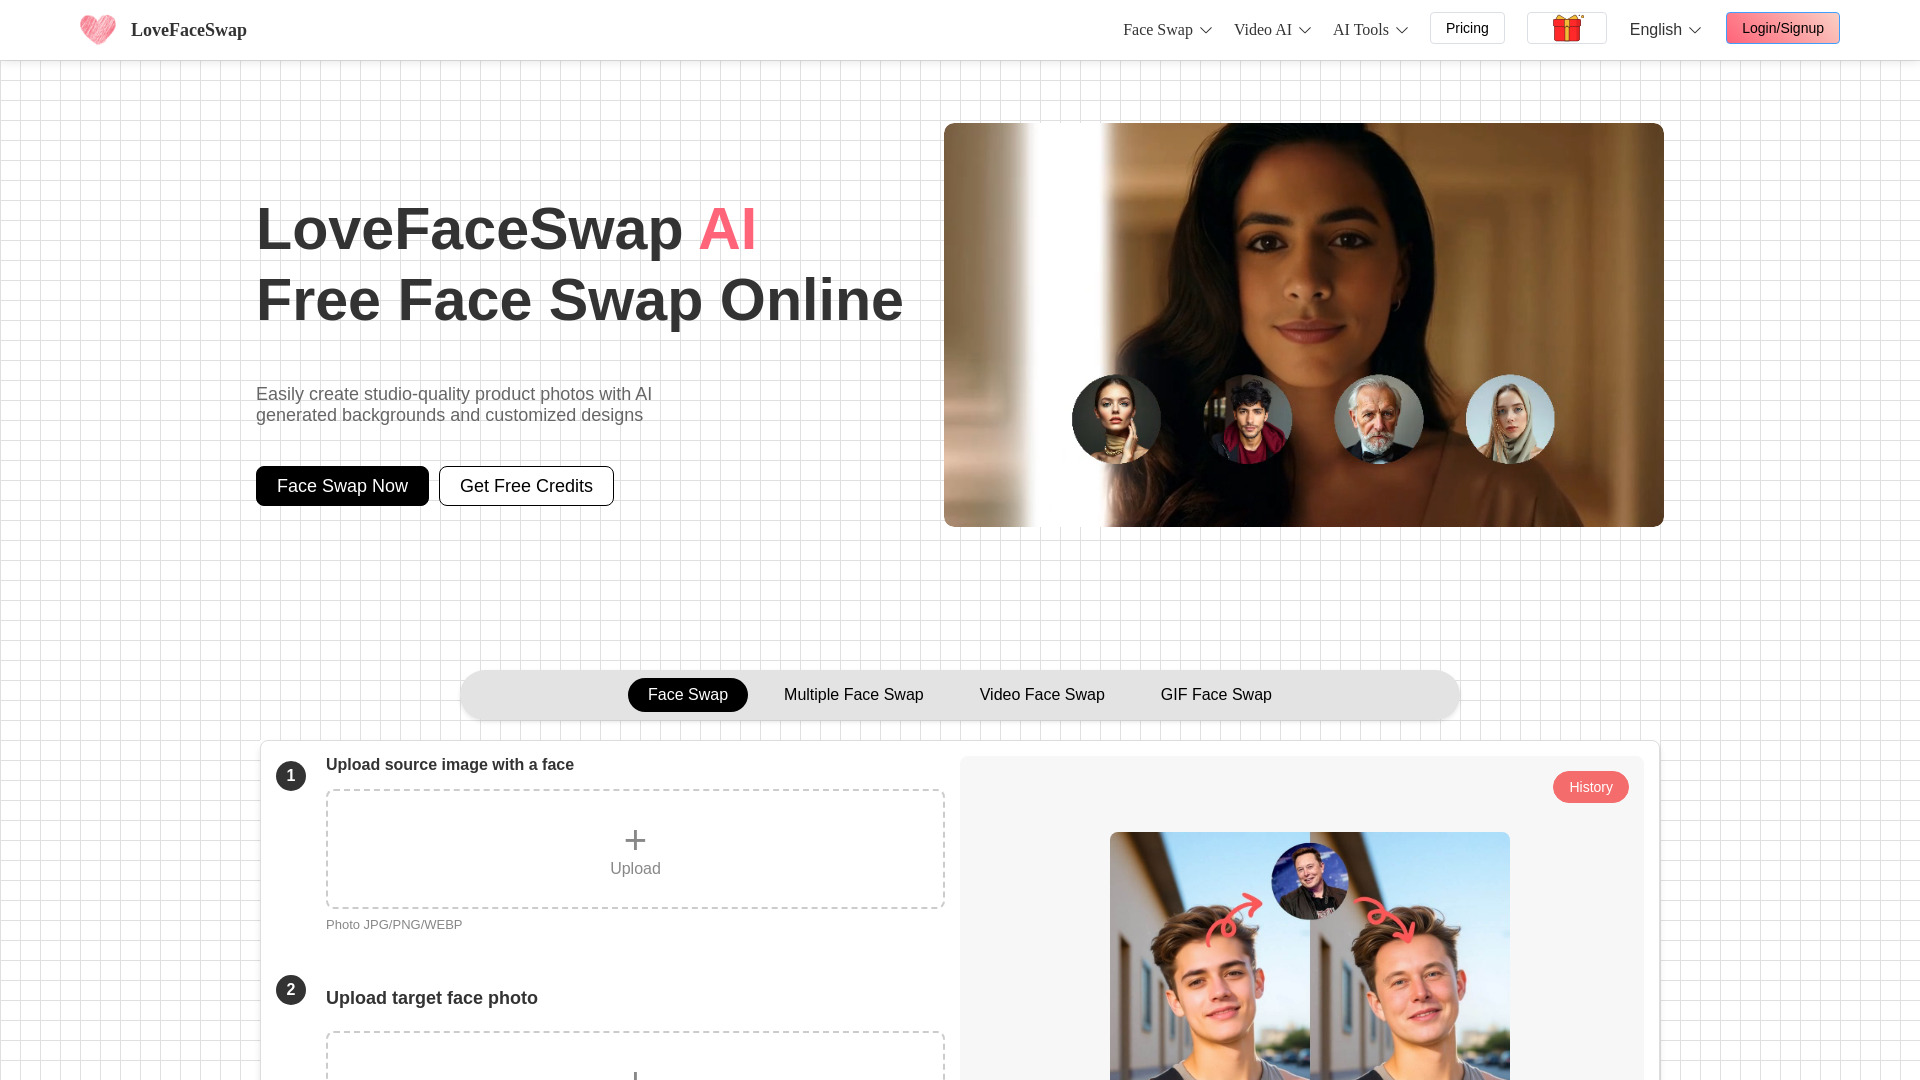 LoveFaceSwap
Face Swap
Video AI
AI Tools
Pricing
English
Login/Signup
LoveFaceSwap AI
Free Face Swap Online
Easily create studio-quality product photos with AI
generated backgrounds and customized designs
Face Swap Now
Get Free Credits
Face Swap
Multiple Face Swap
Video Face Swap
GIF Face Swap
1
Upload source image with a face
Upload
Photo JPG/PNG/WEBP
2
Upload target face photo
History